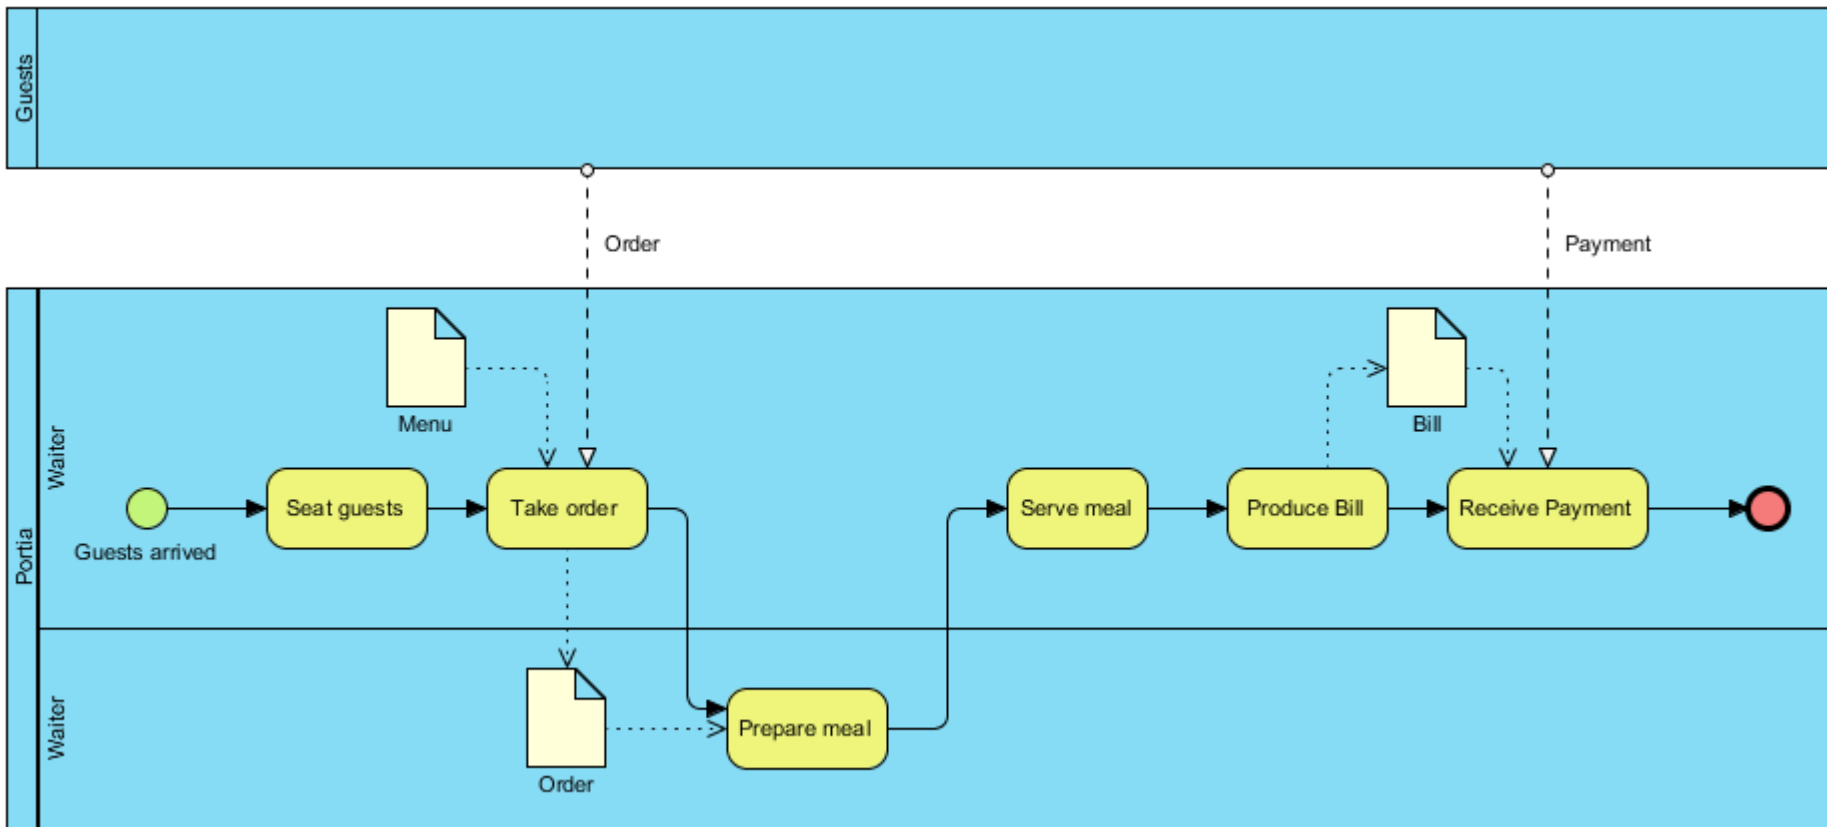 Guests
Order
Payment
Portia
Waiter
Menu
Bill
Guests arrived
Seat guests
Take order
Serve meal
Produce Bill
Receive Payment
Waiter
Order
Prepare meal